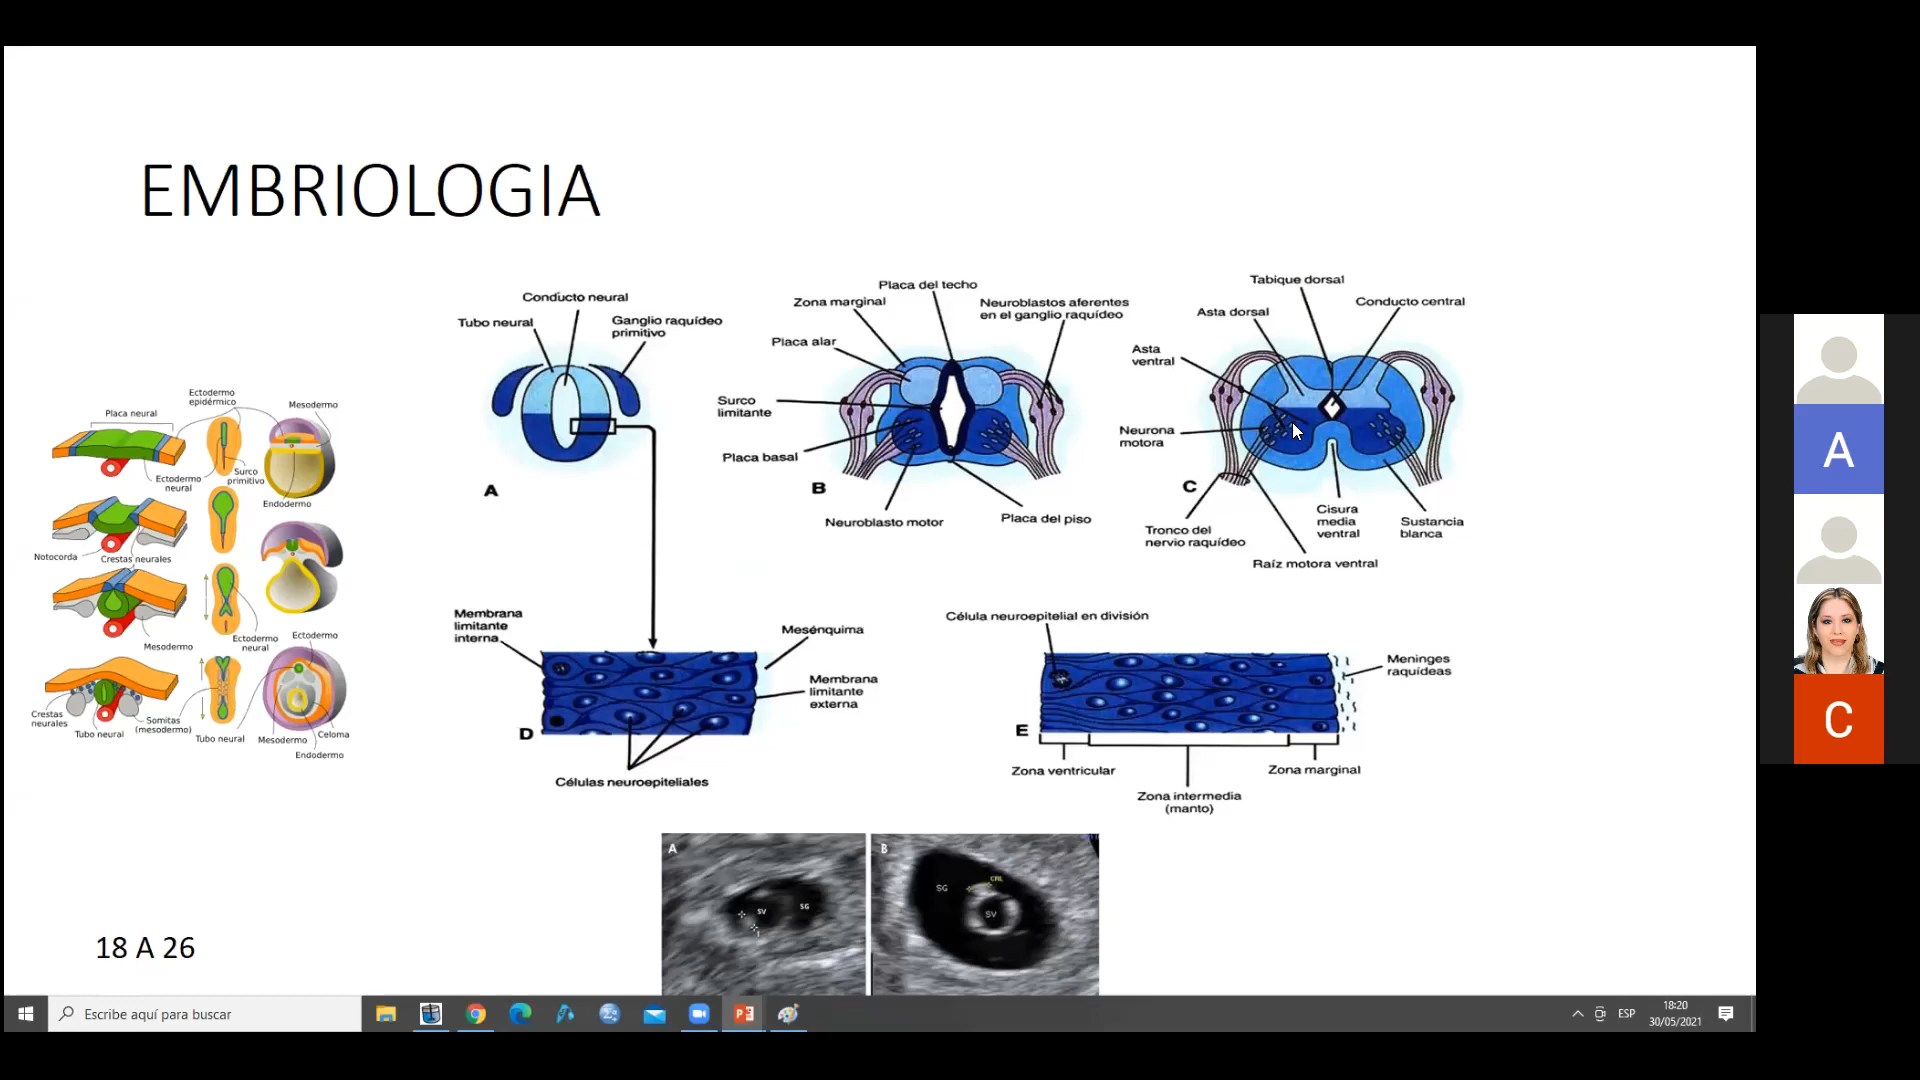 EMBRIOLOGIA
Placa neural
Ectodermo
epidérmico
Mesodermo
Surco
primitivo
Ectodermo
neural
Endodermo
Notocorda
Crestas neurales
Mesodermo
Ectodermo
neural
Ectodermo
Crestas
neurales
Tubo neural
Somitas
(mesodermo)
Tubo neural
Mesodermo
Celoma
Endodermo
Conducto neural
Tubo neural
Ganglio raquídeo
primitivo
A
Placa del techo
Zona marginal
Neuroblastos aferentes
en el ganglio raquídeo
Placa alar
Surco
limitante
Placa basal
B
Neuroblasto motor
Placa del piso
Tabique dorsal
Conducto central
Asta dorsal
Asta
ventral
Neurona
motora
C
Tronco del
nervio raquídeo
Cisura
media
ventral
Sustancia
blanca
Raíz motora ventral
Membrana
limitante
interna
Mesénquima
Membrana
limitante
externa
D
Células neuroepiteliales
Célula neuroepitelial en división
Meninges
raquídeas
E
Zona ventricular
Zona marginal
Zona intermedia
(manto)
A
SV
SG
B
SG
CRL
SV
18 A 26
A
C
Escribe aquí para buscar
ESP
18:20
30/05/2021